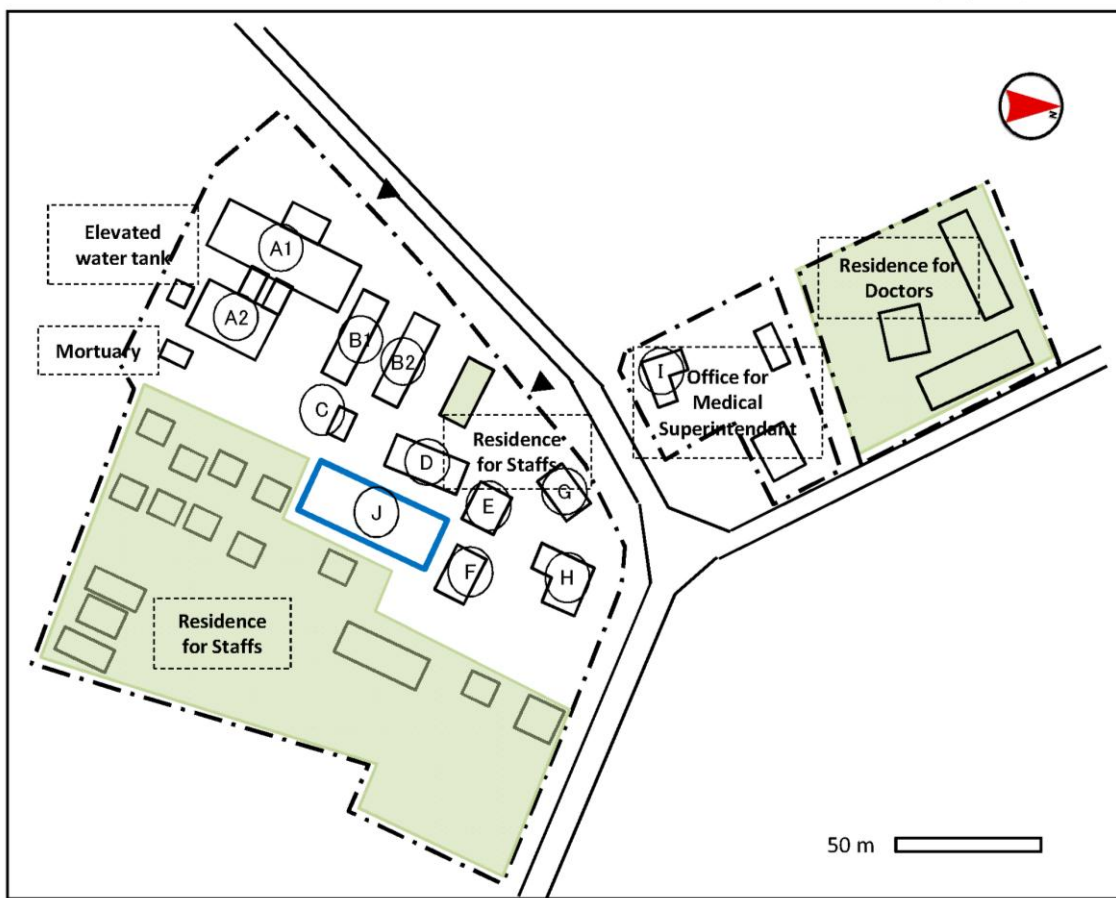 N
Elevated
water tank
A1
A2
Mortuary
B1
B2
C
D
Residence
for Staffs
E
G
J
F
H
I
Office for
Medical
Superintendant
Residence for
Doctors
Residence
for Staffs
50 m